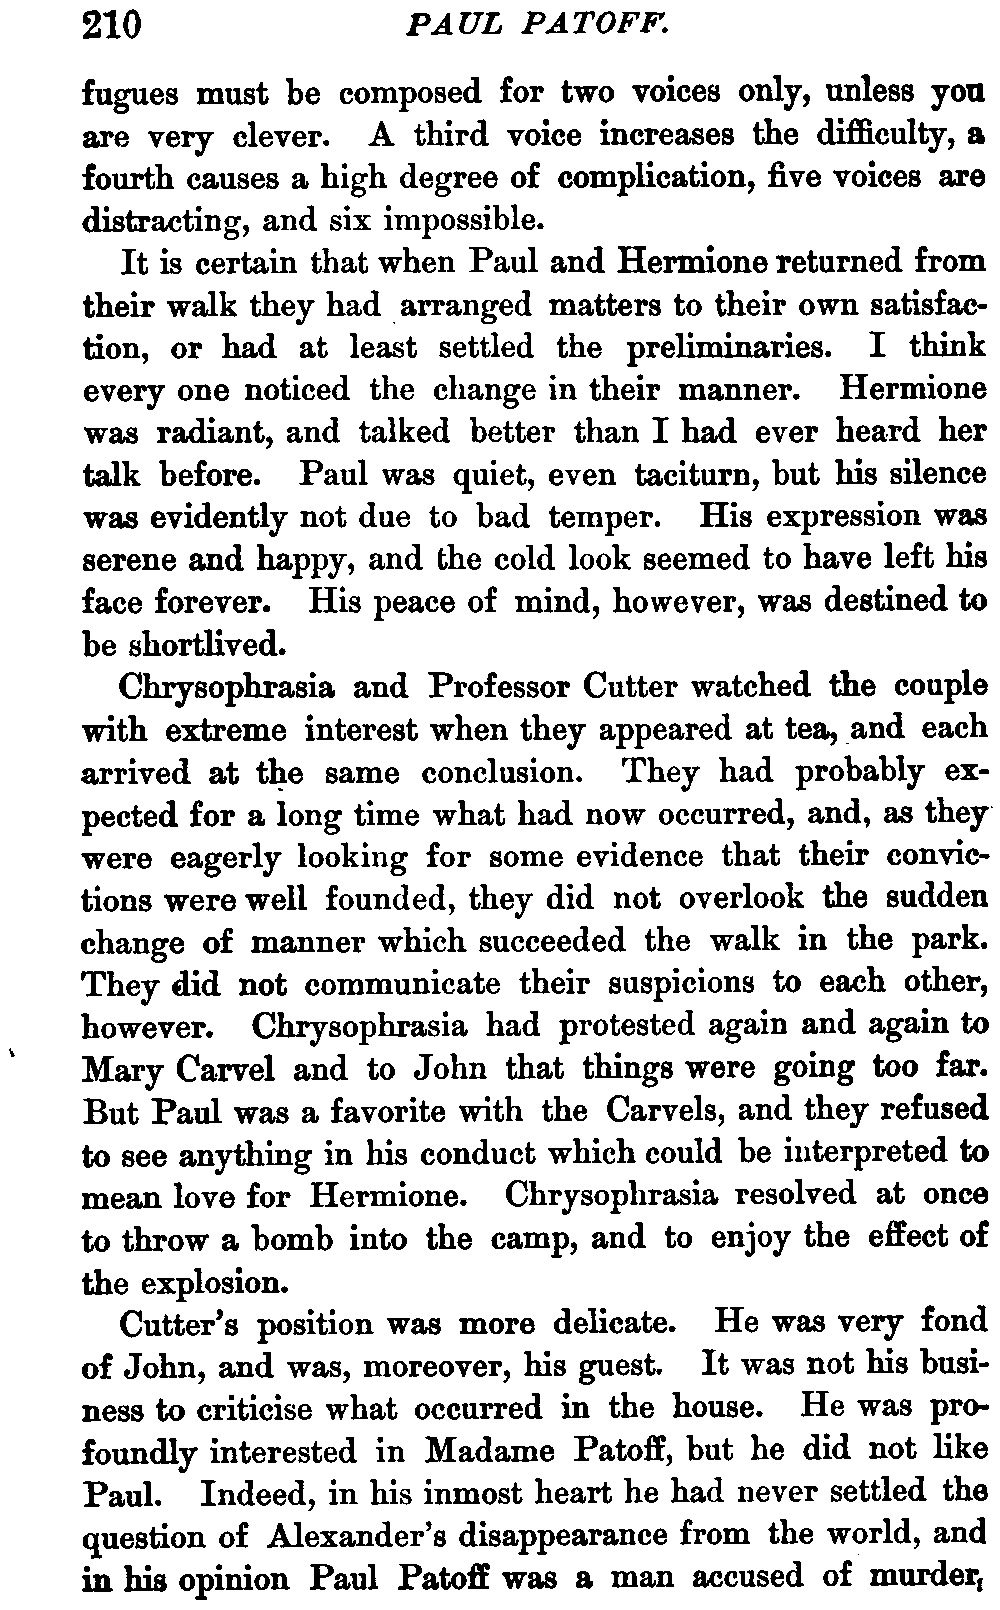 210 PAUL PATOFF.
fugues must be composed for two voices only, unless you
are very clever. A third voice increases the difficulty, a
fourth causes a high degree of complication, five voices are
distracting, and six impossible.
It is certain that when Paul and Hermione returned from
their walk they had arranged matters to their own satisfac-
tion, or had at least settled the preliminaries. I think
every one noticed the change in their manner. Hermione
was radiant, and talked better than I had ever heard her
talk before. Paul was quiet, even taciturn, but his silence
was evidently not due to bad temper. His expression was
serene and happy, and the cold look seemed to have left his
face forever. His peace of mind, however, was destined to
be shortlived.
Chrysophrasia and Professor Cutter watched the couple
with extreme interest when they appeared at tea, and each
arrived at the same conclusion. They had probably ex-
pected for a long time what had now occurred, and, as they
were eagerly looking for some evidence that their convic-
tions were well founded, they did not overlook the sudden
change of manner which succeeded the walk in the park.
They did not communicate their suspicions to each other,
however. Chrysophrasia had protested again and again to
Mary Carvel and to John that things were going too far.
But Paul was a favorite with the Carvels, and they refused
to see anything in his conduct which could be interpreted to
mean love for Hermione. Chrysophrasia resolved at once
to throw a bomb into the camp, and to enjoy the effect of
the explosion.
Cutter's position was more delicate. He was very fond
of John, and was, moreover, his guest. It was not his busi-
ness to criticise what occurred in the house. He was pro-
foundly interested in Madame Patoff, but he did not like
Paul. Indeed, in his inmost heart he had never settled the
question of Alexander's disappearance from the world, and
in his opinion Paul Patoff was a man accused of murder,